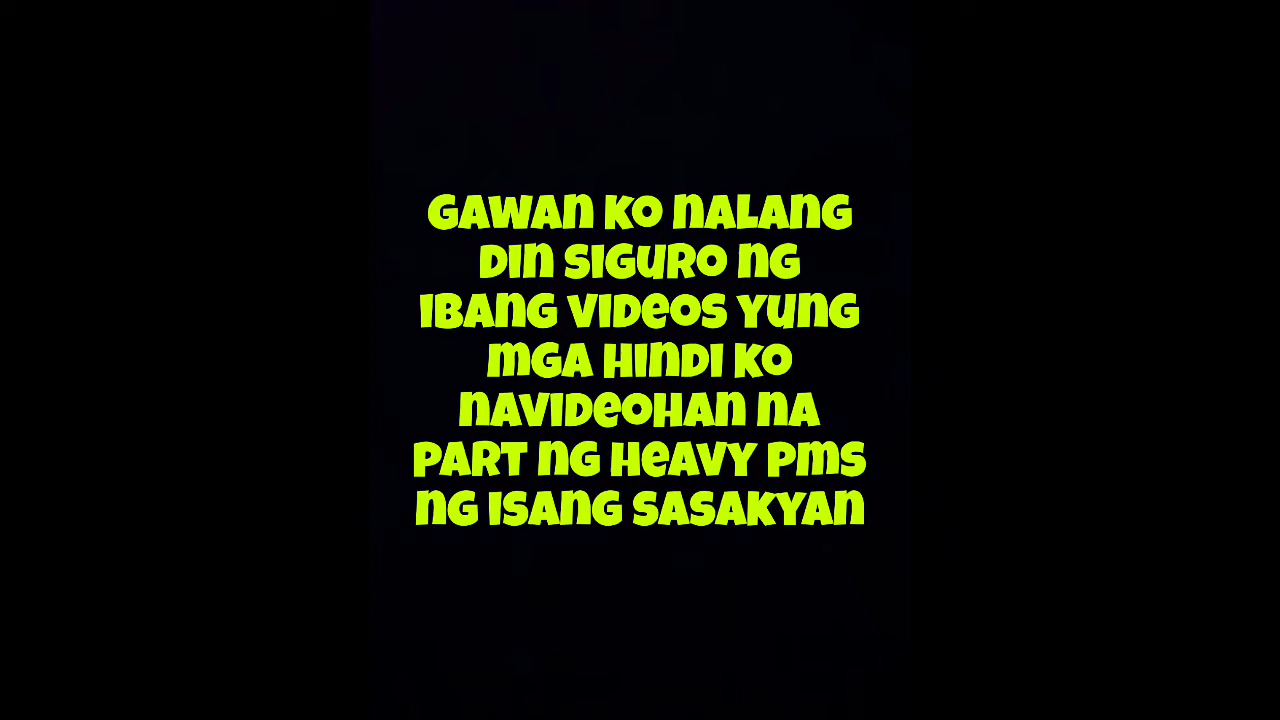 GAWAN KO NALANG
DIN SIGURO NG
IBANG VIDEOS YUNG
MGA HINDI KO
NAVIDEOHAN NA
PART NG HEAVY PMS
NG ISANG SASAKYAN